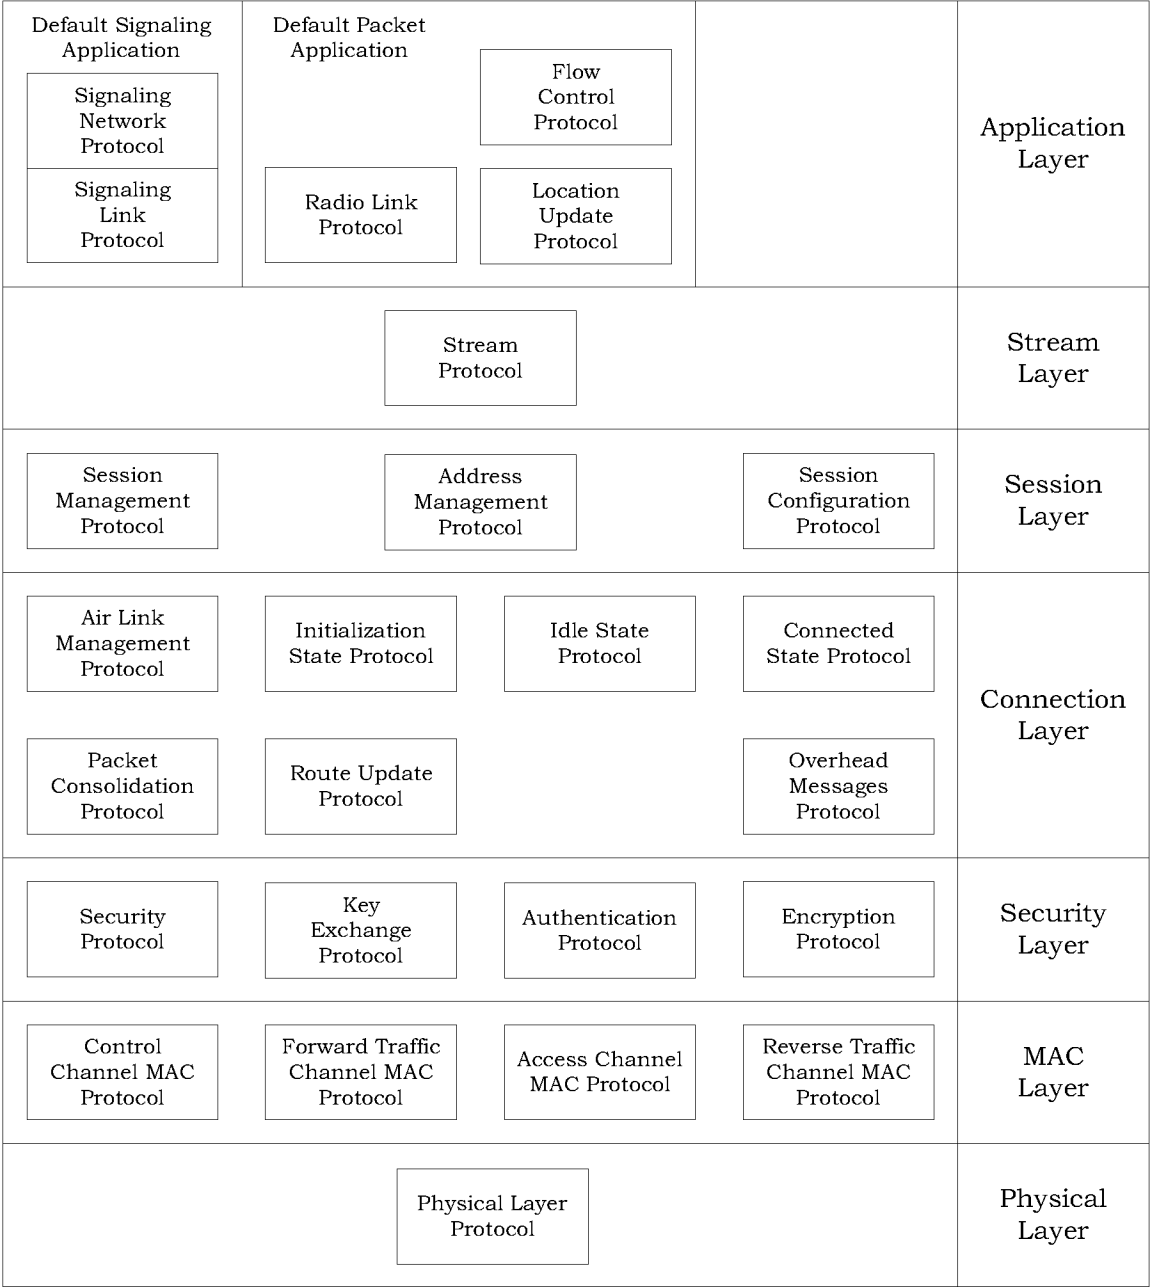 Default Signaling
Application
Signaling
Network
Protocol
Signaling
Link
Protocol
Default Packet
Application
Flow
Control
Protocol
Radio Link
Protocol
Location
Update
Protocol
Application
Layer
Stream
Protocol
Stream
Layer
Session
Management
Protocol
Address
Management
Protocol
Session
Configuration
Protocol
Session
Layer
Air Link
Management
Protocol
Initialization
State Protocol
Idle State
Protocol
Connected
State Protocol
Packet
Consolidation
Protocol
Route Update
Protocol
Overhead
Messages
Protocol
Connection
Layer
Security
Protocol
Key
Exchange
Protocol
Authentication
Protocol
Encryption
Protocol
Security
Layer
Control
Channel MAC
Protocol
Forward Traffic
Channel MAC
Protocol
Access Channel
MAC Protocol
Reverse Traffic
Channel MAC
Protocol
MAC
Layer
Physical Layer
Protocol
Physical
Layer